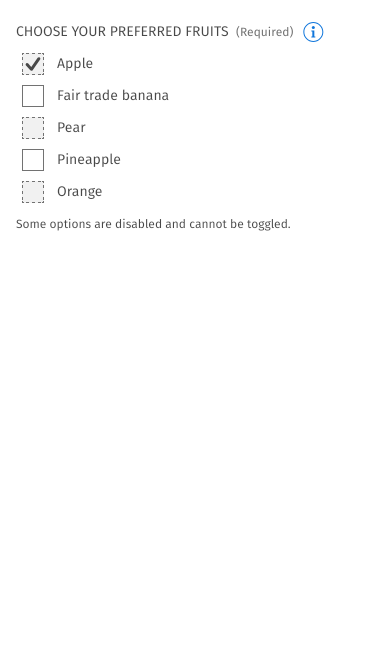 CHOOSE YOUR PREFERRED FRUITS (Required)
Apple
Fair trade banana
Pear
Pineapple
Orange
Some options are disabled and cannot be toggled.